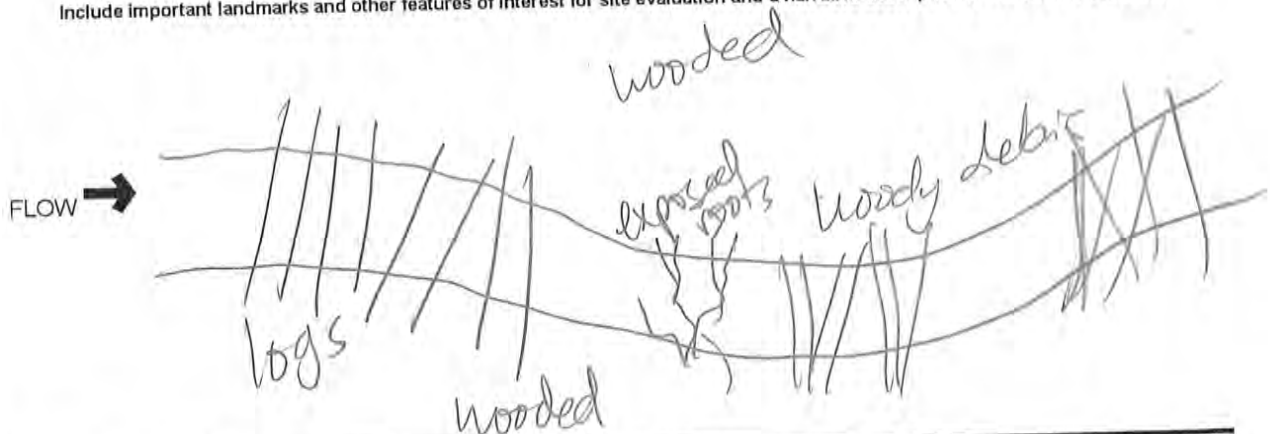 Include important landmarks and other features of interest for site evaluation and a
wooded
FLOW
exposed
roots
Woody debris
logs
wooded